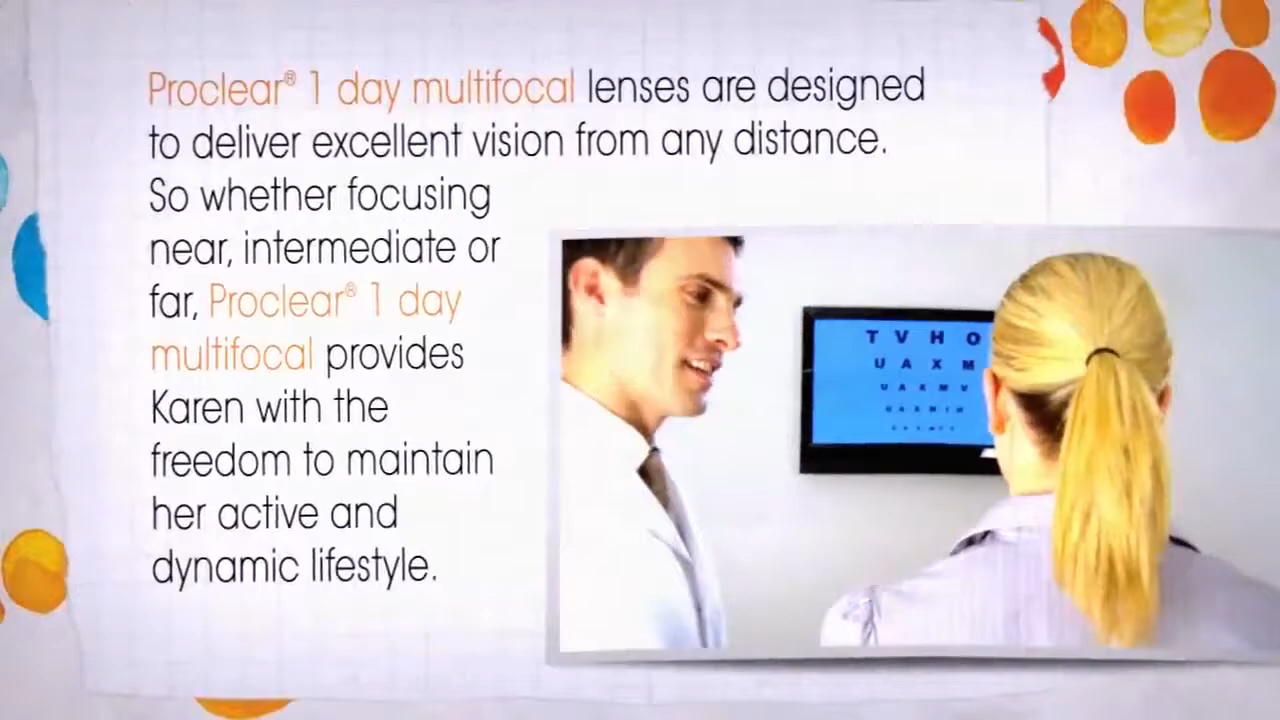 Proclear® 1 day multifocal lenses are designed
to deliver excellent vision from any distance.
So whether focusing
near, intermediate or
far, Proclear® 1 day
multifocal provides
Karen with the
freedom to maintain
her active and
dynamic lifestyle.
T V H O
U A X M
U A X M V